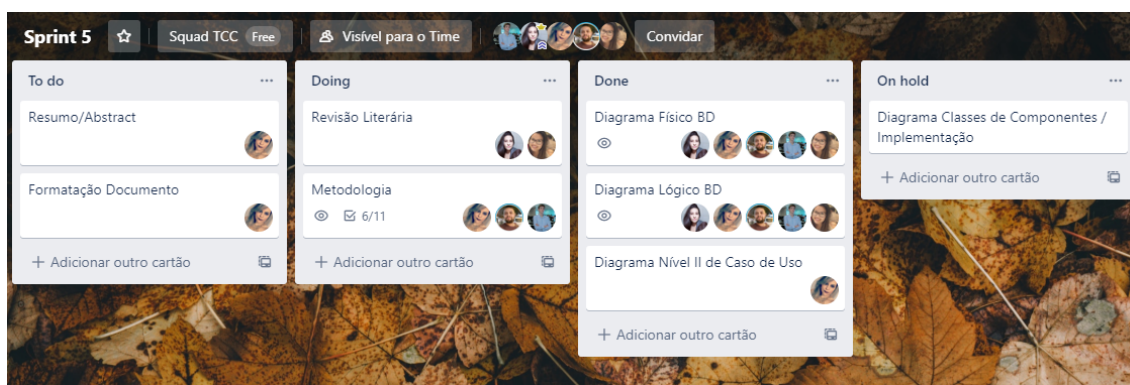 Sprint 5
Squad TCC Free
Visível para o Time
Convidar
To do
Resumo/Abstract
Formatação Documento
+ Adicionar outro cartão
Doing
Revisão Literária
Metodologia
6/11
+ Adicionar outro cartão
Done
Diagrama Físico BD
Diagrama Lógico BD
Diagrama Nível II de Caso de Uso
+ Adicionar outro cartão
On hold
Diagrama Classes de Componentes /
Implementação
+ Adicionar outro cartão